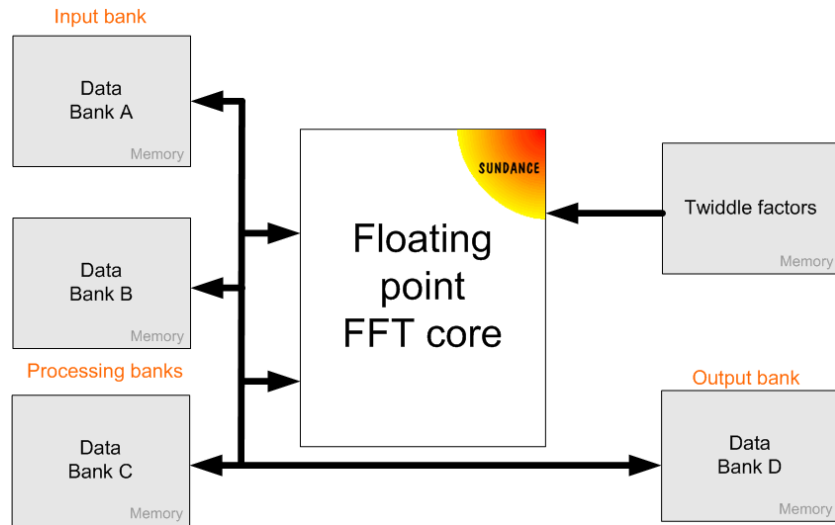 Input bank
Data
Bank A
Memory
Data
Bank B
Memory
Processing banks
Data
Bank C
Memory
SUNDANCE
Floating
point
FFT core
Twiddle factors
Memory
Output bank
Data
Bank D
Memory